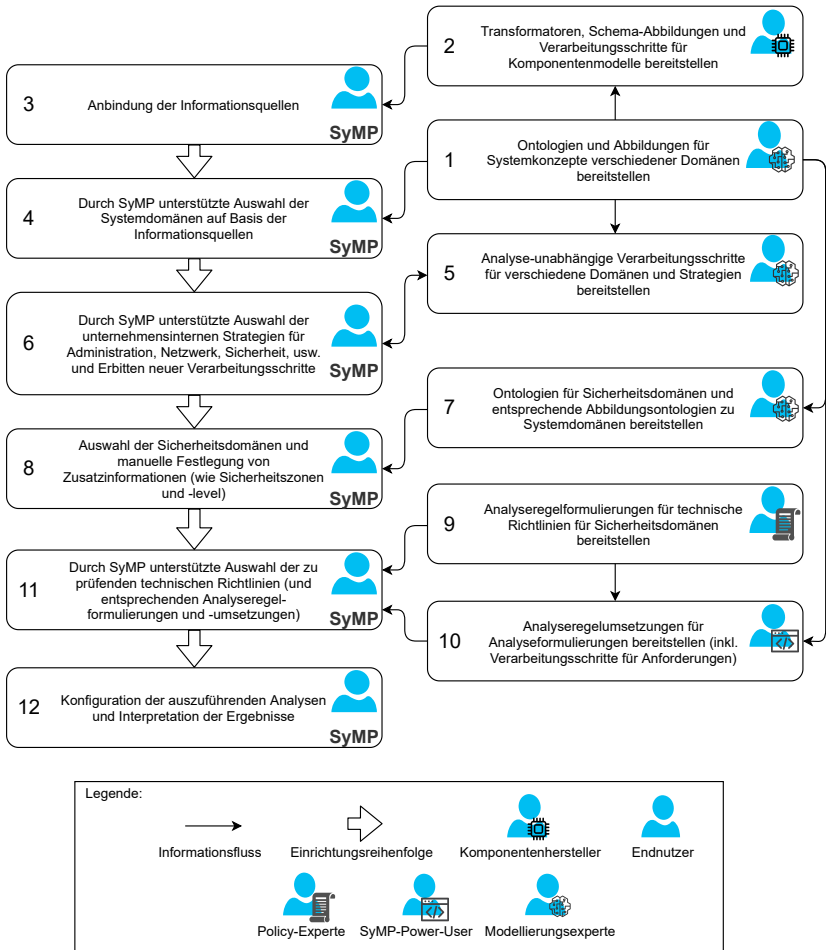 2
Transformatoren, Schema-Abbildungen und
Verarbeitungsschritte für
Komponentenmodelle bereitstellen
3
Anbindung der Informationsquellen
SyMP
1
Ontologien und Abbildungen für
Systemkonzepte verschiedener Domänen
bereitstellen
4
Durch SyMP unterstützte Auswahl der
Systemdomänen auf Basis der
Informationsquellen
SyMP
5
Analyse-unabhängige Verarbeitungsschritte
für verschiedene Domänen und Strategien
bereitstellen
6
Durch SyMP unterstützte Auswahl der
unternehmensinternen Strategien für
Administration, Netzwerk, Sicherheit, usw.
und Erbitten neuer Verarbeitungsschritte
SyMP
7
Ontologien für Sicherheitsdomänen und
entsprechende Abbildungsontologien zu
Systemdomänen bereitstellen
8
Auswahl der Sicherheitsdomänen und
manuelle Festlegung von
Zusatzinformationen (wie Sicherheitszonen
und -level)
SyMP
9
Analyseregelformulierungen für technische
Richtlinien für Sicherheitsdomänen
bereitstellen
11
Durch SyMP unterstützte Auswahl der zu
prüfenden technischen Richtlinien (und
entsprechenden Analyseregel-
formulierungen und -umsetzungen)
SyMP
10
Analyseregelumsetzungen für
Analyseformulierungen bereitstellen (inkl.
Verarbeitungsschritte für Anforderungen)
12
Konfiguration der auszuführenden Analysen
und Interpretation der Ergebnisse
SyMP
Legende:
Informationsfluss
Einrichtungsreihenfolge
Komponentenhersteller
Endnutzer
Policy-Experte
SyMP-Power-User
Modellierungsexperte